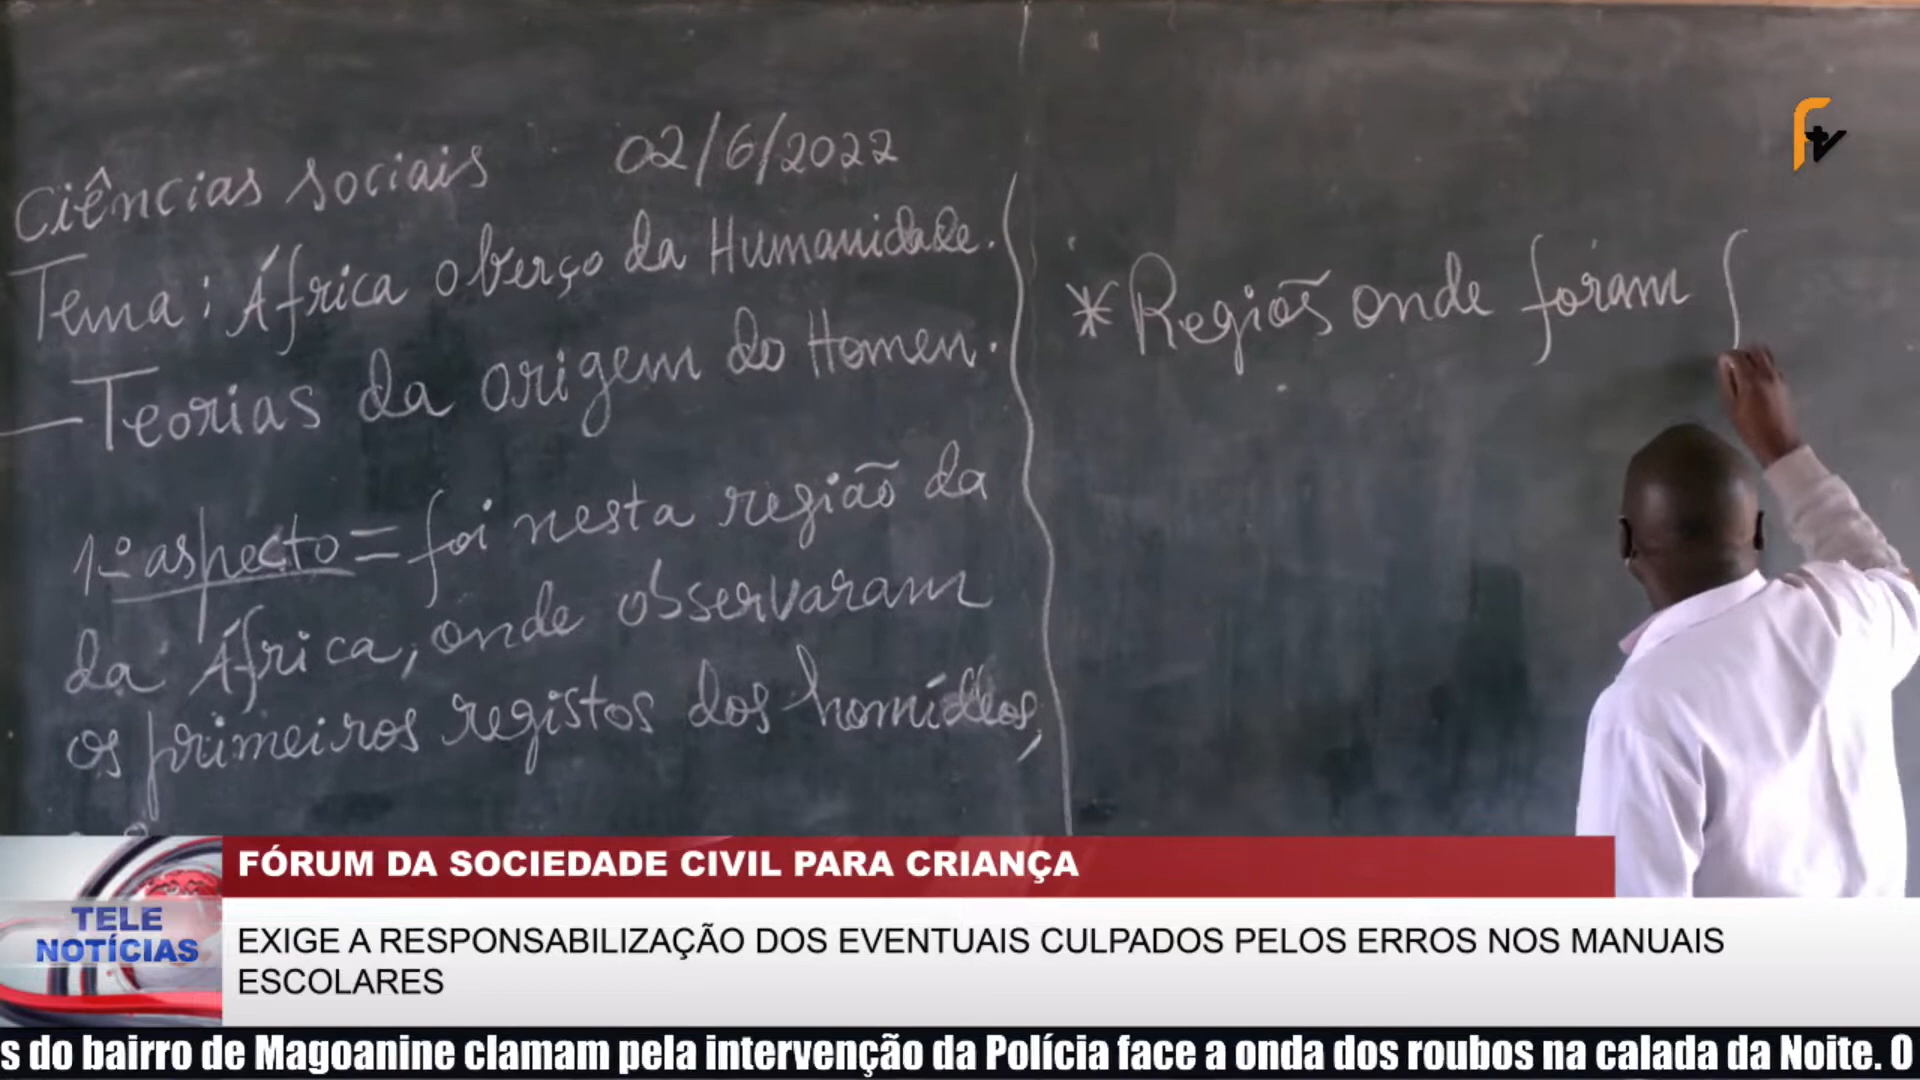 Ciências sociais 02/6/2022
Tema: África o berço da Humanidade.
- Teorias da origem do Homen.
1º aspecto = foi nesta região da
da África, onde observaram
os primeiros registos dos homídeos,
* Regiões onde foram
ftv
FÓRUM DA SOCIEDADE CIVIL PARA CRIANÇA
TELE
NOTÍCIAS
EXIGE A RESPONSABILIZAÇÃO DOS EVENTUAIS CULPADOS PELOS ERROS NOS MANUAIS
ESCOLARES
s do bairro de Magoanine clamam pela intervenção da Polícia face a onda dos roubos na calada da Noite. O